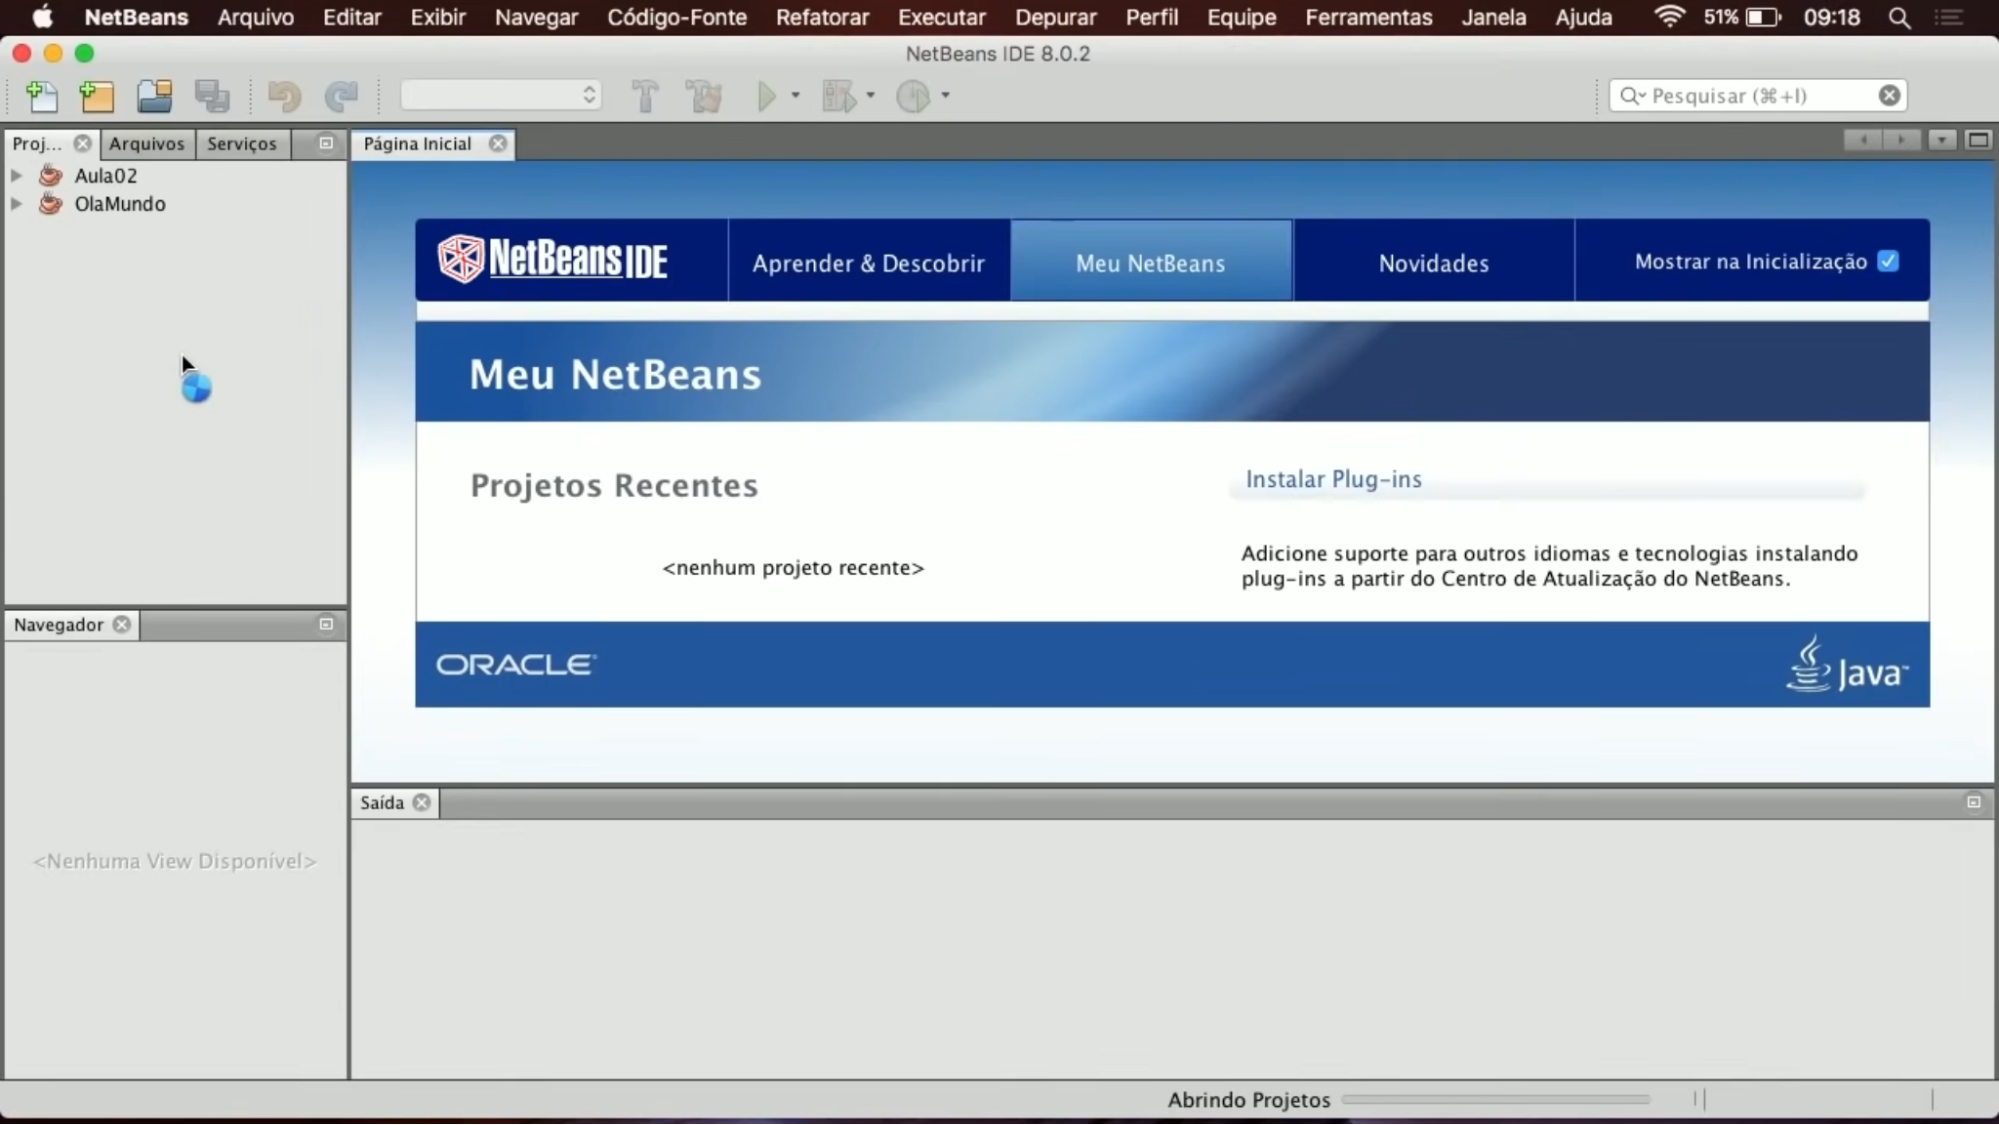 NetBeans Arquivo Editar Exibir Navegar Código-Fonte Refatorar Executar Depurar Perfil Equipe Ferramentas Janela Ajuda 51% 09:18
NetBeans IDE 8.0.2
Pesquisar (⌘+I)
Proj... Arquivos Serviços
Aula02
OlaMundo
Página Inicial
NetBeans IDE Aprender & Descobrir Meu NetBeans Novidades Mostrar na Inicialização
Meu NetBeans
Projetos Recentes
<nenhum projeto recente>
Instalar Plug-ins
Adicione suporte para outros idiomas e tecnologias instalando
plug-ins a partir do Centro de Atualização do NetBeans.
ORACLE
Java
Navegador
<Nenhuma View Disponível>
Saída
Abrindo Projetos